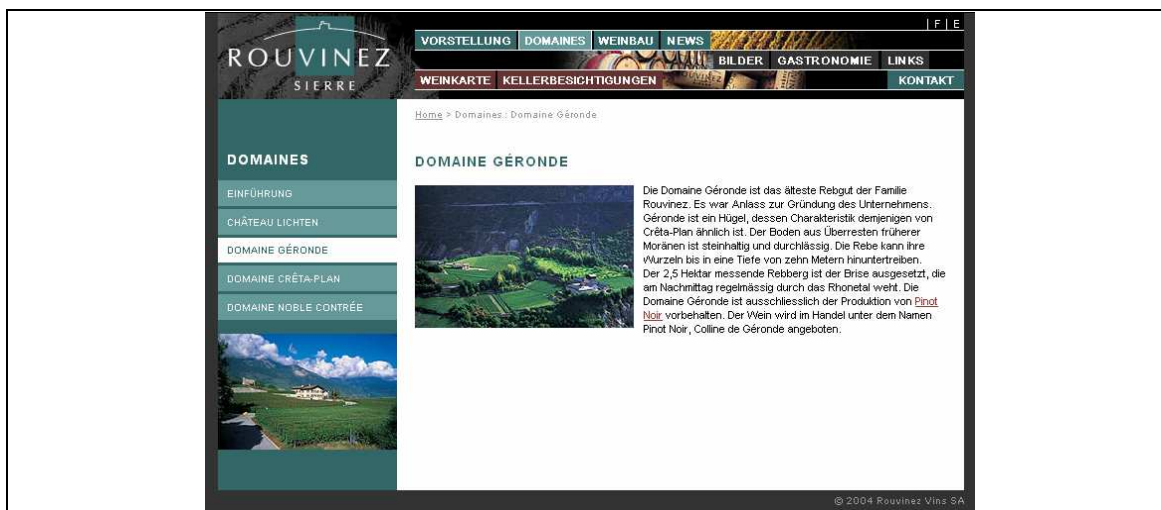 | F | E
ROUVINEZ
SIERRE
VORSTELLUNG DOMAINES WEINBAU NEWS
BILDER GASTRONOMIE LINKS
WEINKARTE KELLERBESICHTIGUNGEN KONTAKT
Home > Domaines : Domaine Géronde
DOMAINES
EINFÜHRUNG
CHÂTEAU LICHTEN
DOMAINE GÉRONDE
DOMAINE CRÊTA-PLAN
DOMAINE NOBLE CONTRÉE
DOMAINE GÉRONDE
Die Domaine Géronde ist das älteste Rebgut der Familie
Rouvinez. Es war Anlass zur Gründung des Unternehmens.
Géronde ist ein Hügel, dessen Charakteristik demjenigen von
Crêta-Plan ähnlich ist. Der Boden aus Überresten früherer
Moränen ist steinhaltig und durchlässig. Die Rebe kann ihre
Wurzeln bis in eine Tiefe von zehn Metern hinuntertreiben.
Der 2,5 Hektar messende Rebberg ist der Brise ausgesetzt, die
am Nachmittag regelmässig durch das Rhonetal weht. Die
Domaine Géronde ist ausschliesslich der Produktion von Pinot
Noir vorbehalten. Der Wein wird im Handel unter dem Namen
Pinot Noir, Colline de Géronde angeboten.
© 2004 Rouvinez Vins SA